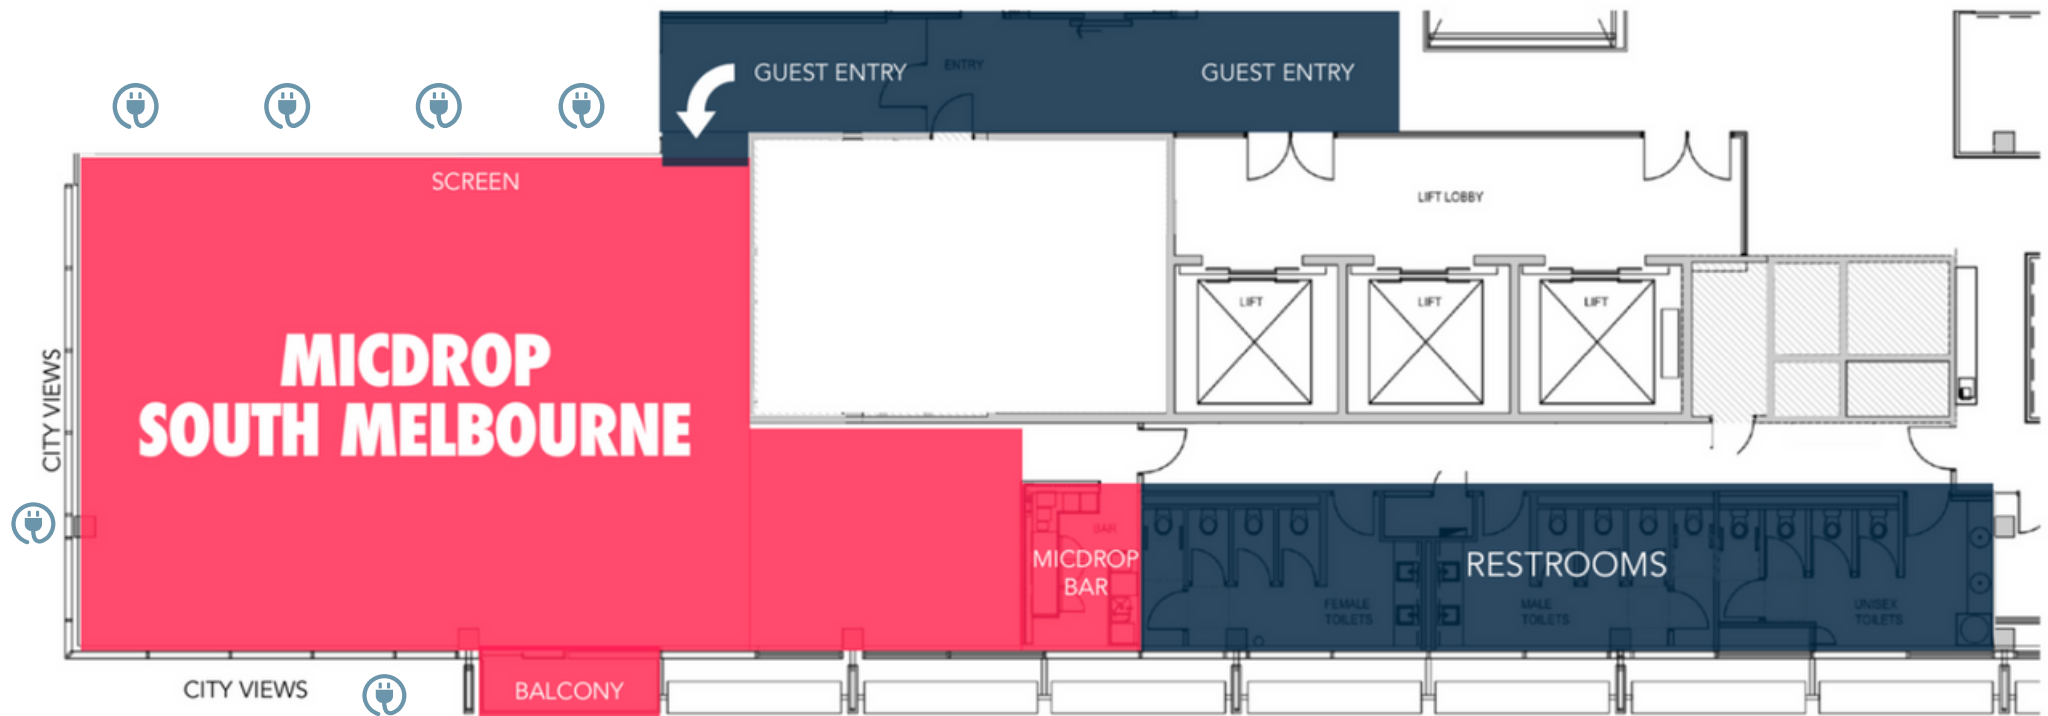 GUEST ENTRY
ENTRY
GUEST ENTRY
SCREEN
LIFT LOBBY
LIFT
LIFT
LIFT
MICDROP
SOUTH MELBOURNE
CITY VIEWS
BAR
MICDROP
BAR
RESTROOMS
FEMALE
TOILETS
MALE
TOILETS
UNISEX
TOILETS
CITY VIEWS
BALCONY